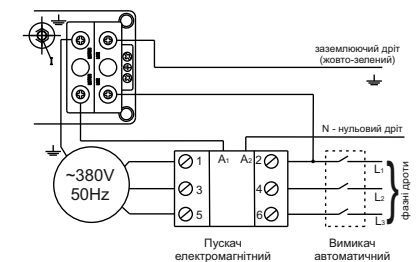 заземлюючий дріт
(жовто-зелений)
N - нульовий дріт
~380V
50Hz
1 A1 A2 2
3 4
5 6
L1
L2
L3
фазні дроти
Пускач
електромагнітний
Вимикач
автоматичний